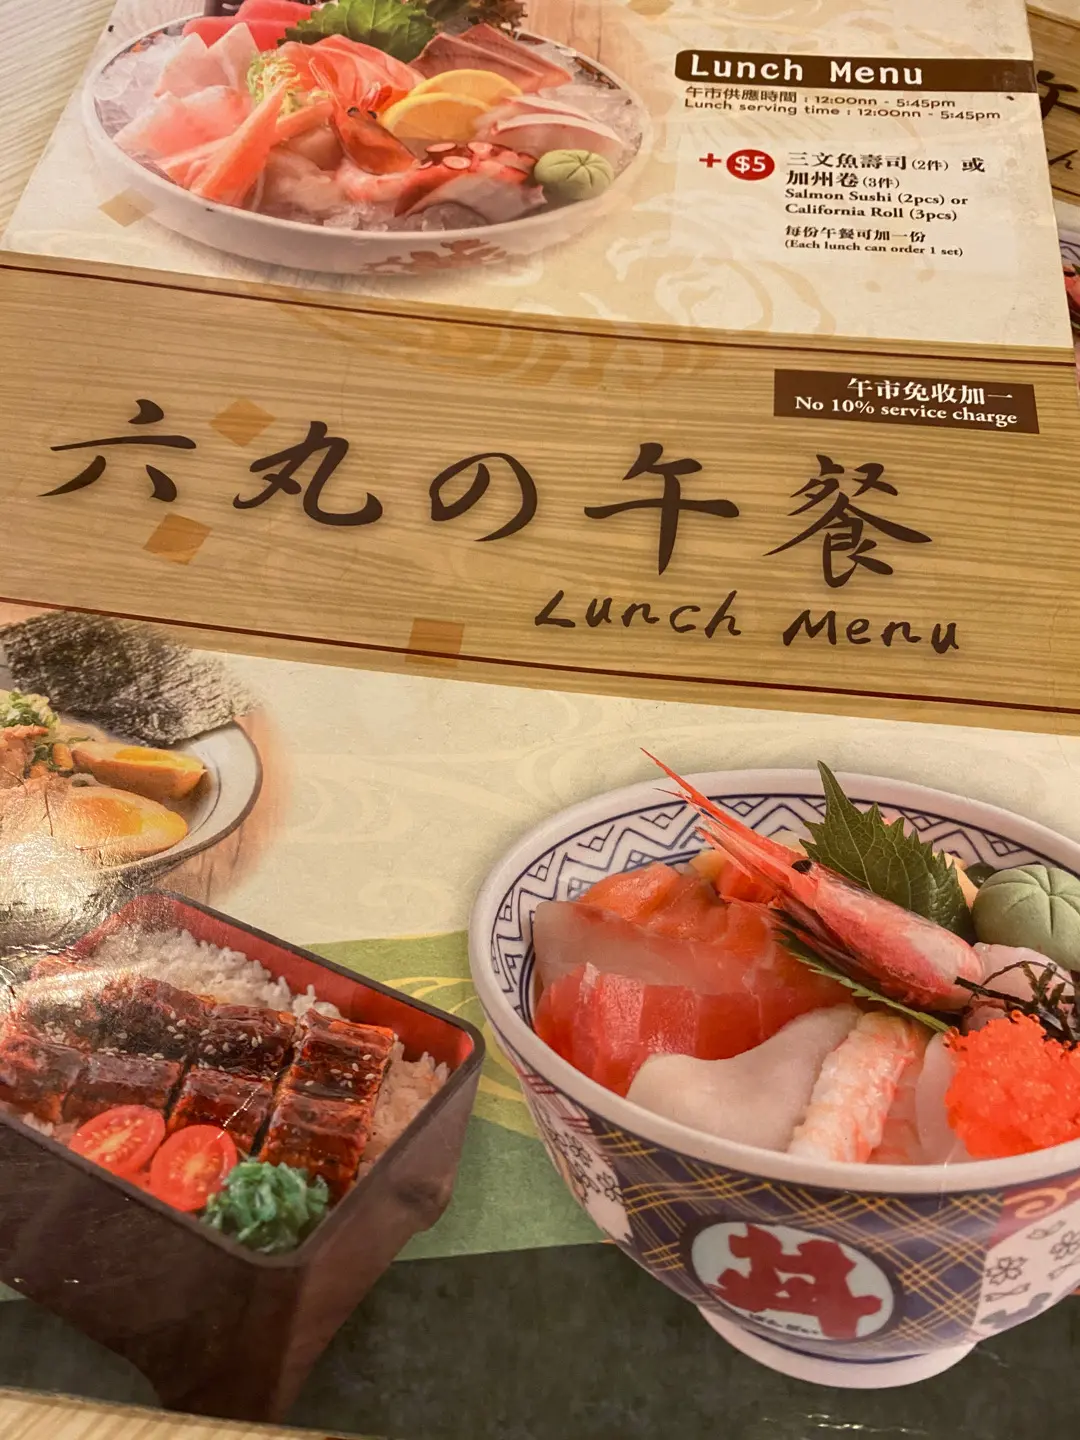 Lunch Menu
午市供應時間：12:00nn - 5:45pm
Lunch serving time : 12:00nn - 5:45pm
+ $5 三文魚壽司(2件) 或
加州卷(3件)
Salmon Sushi (2pcs) or
California Roll (3pcs)
每份午餐可加一份
(Each lunch can order 1 set)
午市免收加一
No 10% service charge
六丸の午餐
Lunch Menu
丼